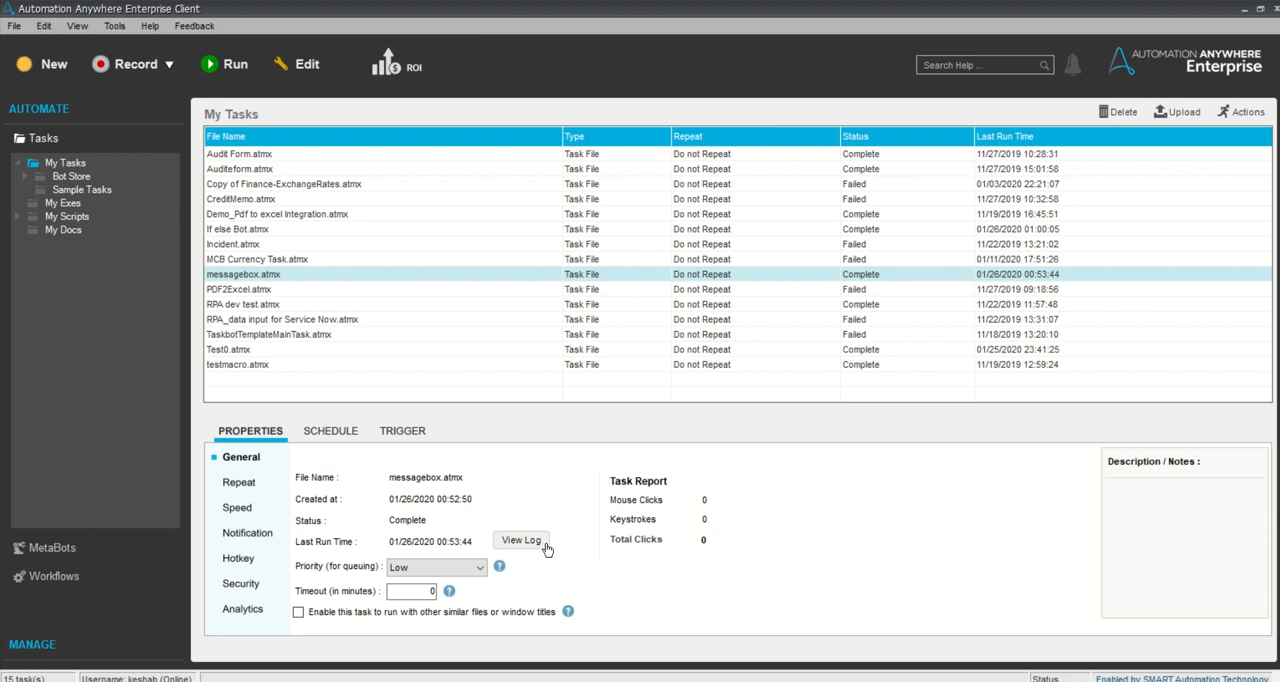 Automation Anywhere Enterprise Client
File Edit View Tools Help Feedback
New Record Run Edit ROI Search Help ... AUTOMATION ANYWHERE
Enterprise
AUTOMATE
Tasks
My Tasks
Bot Store
Sample Tasks
My Exes
My Scripts
My Docs
MetaBots
Workflows
MANAGE
My Tasks Delete Upload Actions
File Name Type Repeat Status Last Run Time
Audit Form.atmx Task File Do not Repeat Complete 11/27/2019 10:28:31
Auditeform.atmx Task File Do not Repeat Complete 11/27/2019 15:01:58
Copy of Finance-ExchangeRates.atmx Task File Do not Repeat Failed 01/03/2020 22:21:07
CreditMemo.atmx Task File Do not Repeat Failed 11/27/2019 10:32:58
Demo_Pdf to excel Integration.atmx Task File Do not Repeat Complete 11/19/2019 16:45:51
If else Bot.atmx Task File Do not Repeat Complete 01/26/2020 01:00:05
Incident.atmx Task File Do not Repeat Failed 11/22/2019 13:21:02
MCB Currency Task.atmx Task File Do not Repeat Failed 01/11/2020 17:51:26
messagebox.atmx Task File Do not Repeat Complete 01/26/2020 00:53:44
PDF2Excel.atmx Task File Do not Repeat Failed 11/27/2019 09:18:56
RPA dev test.atmx Task File Do not Repeat Complete 11/22/2019 11:57:48
RPA_data input for Service Now.atmx Task File Do not Repeat Failed 11/22/2019 13:31:07
TaskbotTemplateMainTask.atmx Task File Do not Repeat Failed 11/18/2019 13:20:10
Test0.atmx Task File Do not Repeat Complete 01/25/2020 23:41:25
testmacro.atmx Task File Do not Repeat Complete 11/19/2019 12:59:24
PROPERTIES SCHEDULE TRIGGER
General
Repeat
Speed
Notification
Hotkey
Security
Analytics
File Name : messagebox.atmx
Created at : 01/26/2020 00:52:50
Status : Complete
Last Run Time : 01/26/2020 00:53:44 View Log
Priority (for queuing) : Low ?
Timeout (in minutes) : 0 ?
Enable this task to run with other similar files or window titles ?
Task Report
Mouse Clicks 0
Keystrokes 0
Total Clicks 0
Description / Notes :
15 task(s) Username: keshab (Online) Status Enabled by SMART Automation Technology